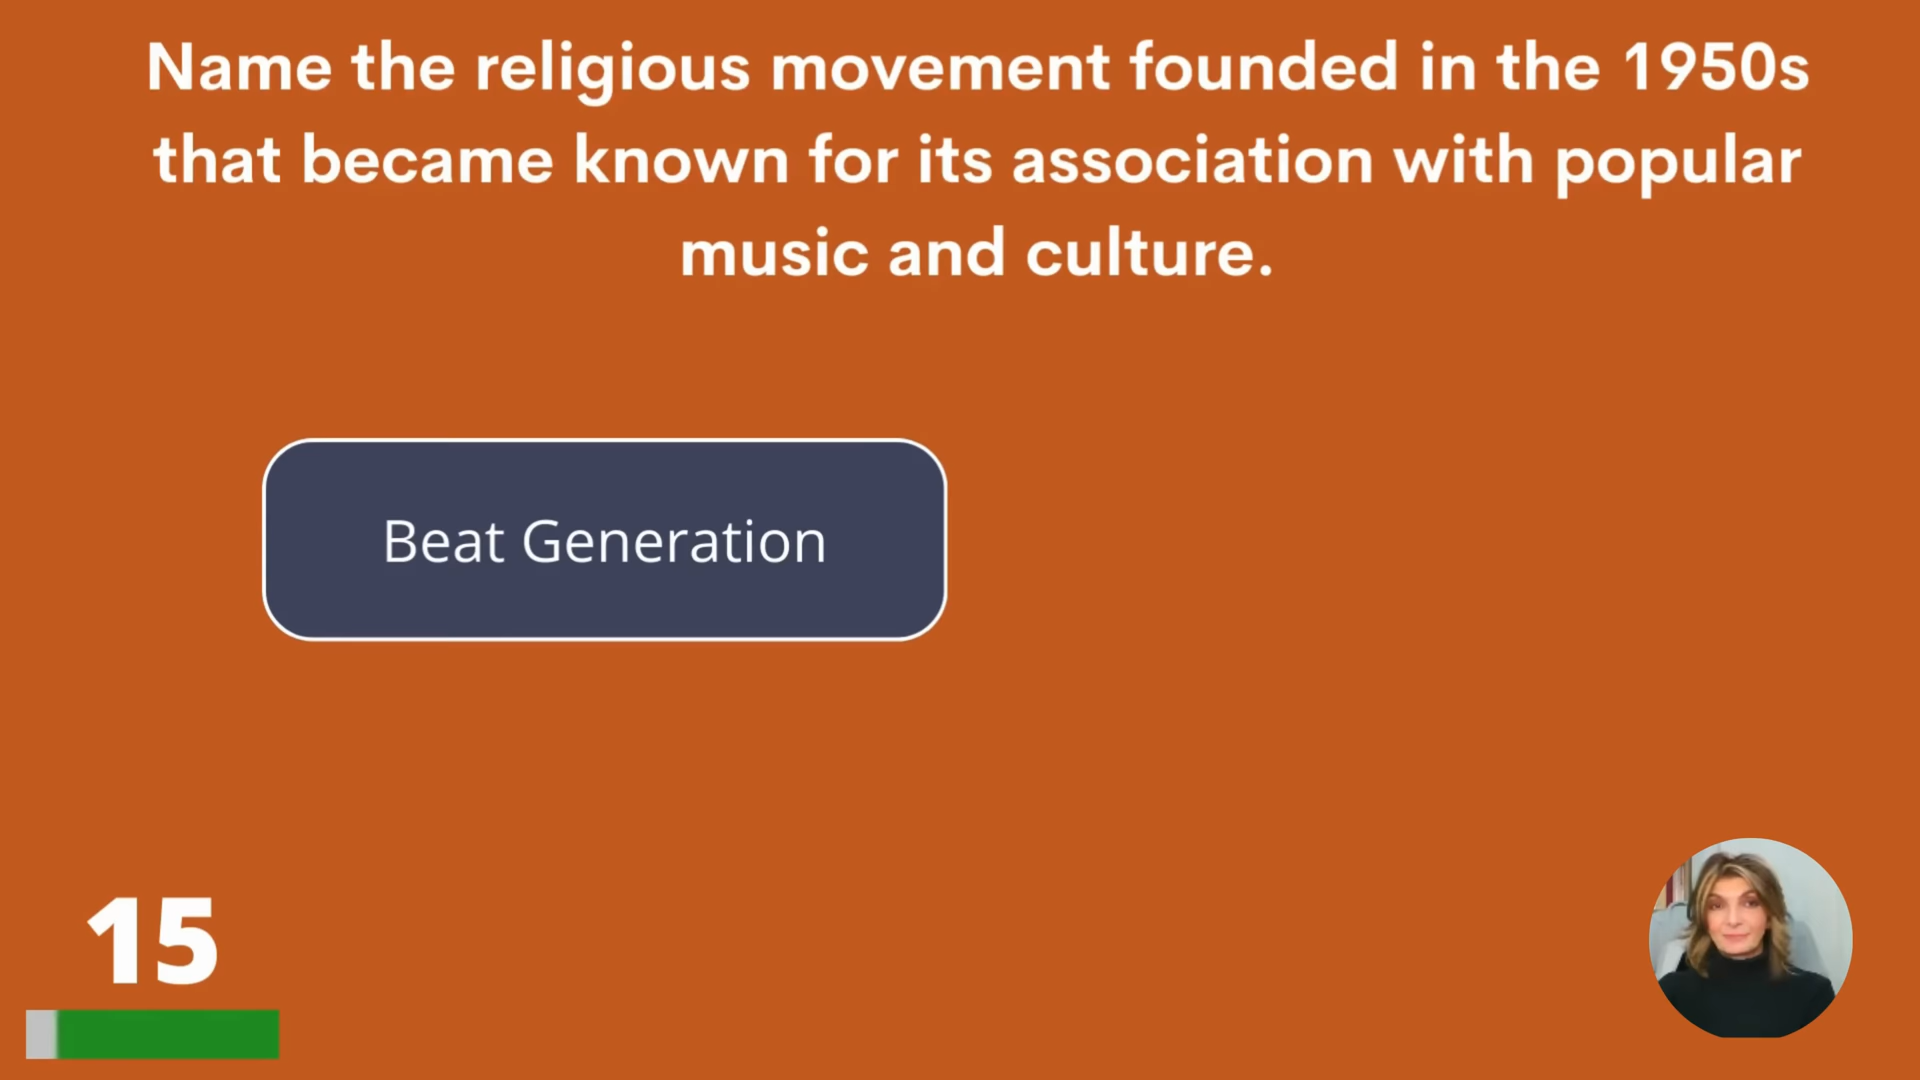 Name the religious movement founded in the 1950s
that became known for its association with popular
music and culture.
Beat Generation
15